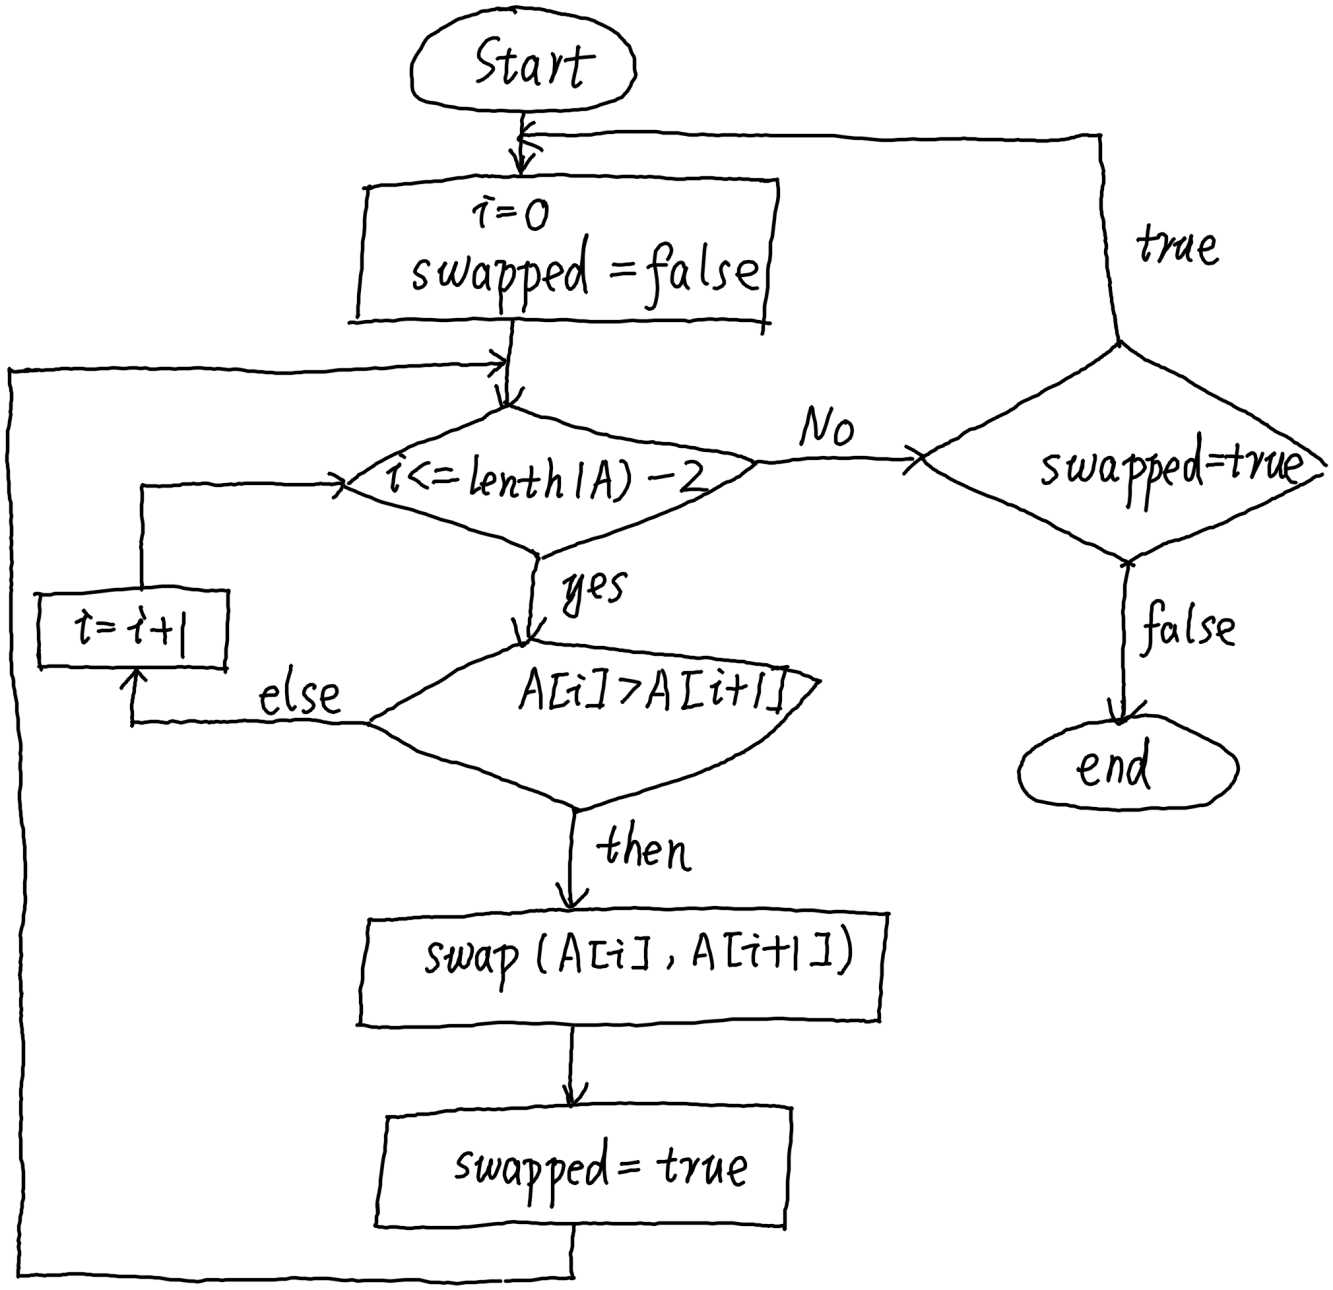 Start
i=0
swapped = false
true
i<=lenth(A)-2
No
swapped=true
yes
i=i+1
else
A[i]>A[i+1]
false
end
then
swap(A[i], A[i+1])
swapped= true